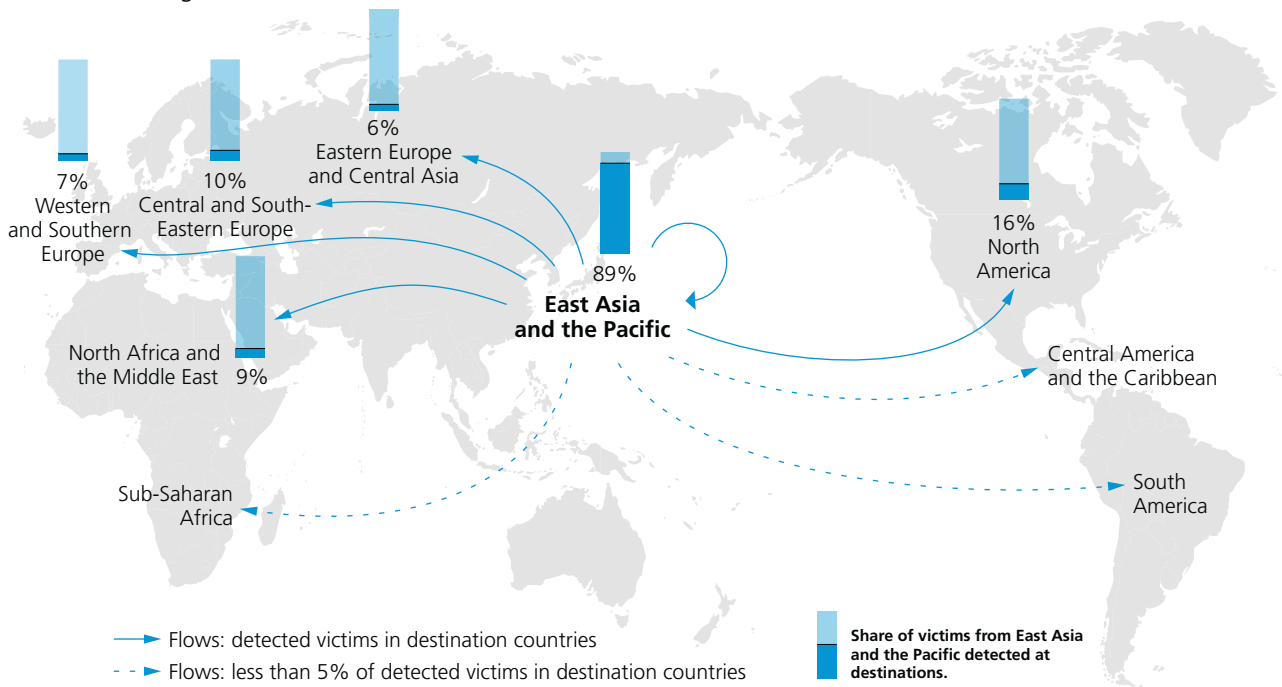 6%
Eastern Europe
and Central Asia
7%
Western
and Southern
Europe
10%
Central and South-
Eastern Europe
16%
North
America
89%
East Asia
and the Pacific
North Africa and
the Middle East
9%
Central America
and the Caribbean
Sub-Saharan
Africa
South
America
Flows: detected victims in destination countries
Flows: less than 5% of detected victims in destination countries
Share of victims from East Asia
and the Pacific detected at
destinations.